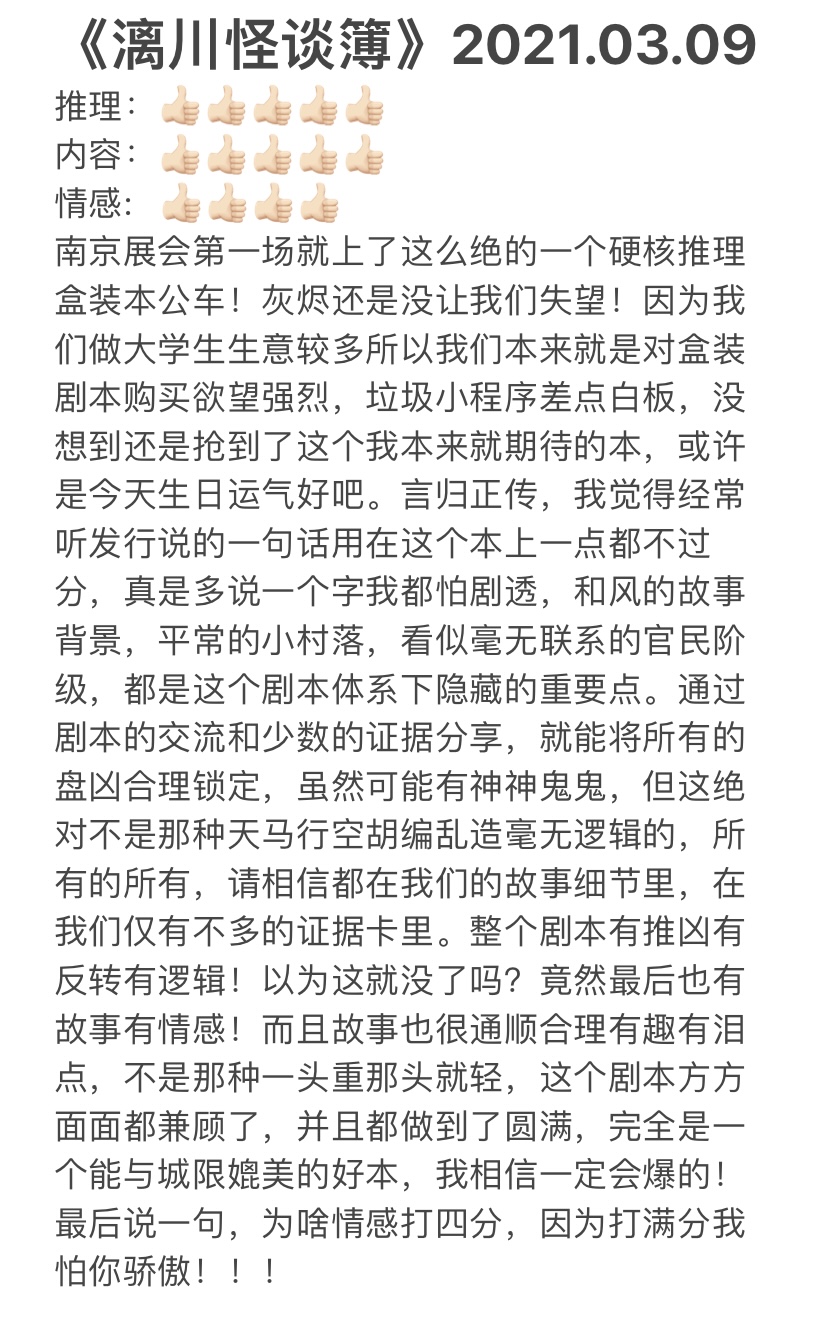 《漓川怪谈簿》2021.03.09
推理：👍🏻👍🏻👍🏻👍🏻👍🏻
内容：👍🏻👍🏻👍🏻👍🏻👍🏻
情感：👍🏻👍🏻👍🏻👍🏻
南京展会第一场就上了这么绝的一个硬核推理
盒装本公车！灰烬还是没让我们失望！因为我
们做大学生生意较多所以我们本来就是对盒装
剧本购买欲望强烈，垃圾小程序差点白板，没
想到还是抢到了这个我本来就期待的本，或许
是今天生日运气好吧。言归正传，我觉得经常
听发行说的一句话用在这个本上一点都不过
分，真是多说一个字我都怕剧透，和风的故事
背景，平常的小村落，看似毫无联系的官民阶
级，都是这个剧本体系下隐藏的重要点。通过
剧本的交流和少数的证据分享，就能将所有的
盘凶合理锁定，虽然可能有神神鬼鬼，但这绝
对不是那种天马行空胡编乱造毫无逻辑的，所
有的所有，请相信都在我们的故事细节里，在
我们仅有不多的证据卡里。整个剧本有推凶有
反转有逻辑！以为这就没了吗？竟然最后也有
故事有情感！而且故事也很通顺合理有趣有泪
点，不是那种一头重那头就轻，这个剧本方方
面面都兼顾了，并且都做到了圆满，完全是一
个能与城限媲美的好本，我相信一定会爆的！
最后说一句，为啥情感打四分，因为打满分我
怕你骄傲！！！